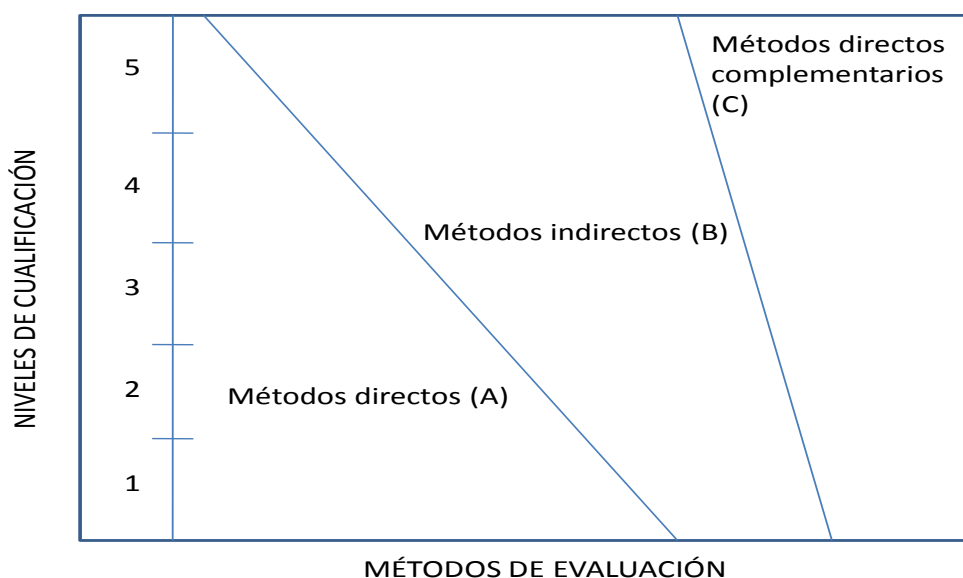 Métodos directos
complementarios
(C)
5
4
Métodos indirectos (B)
3
2
Métodos directos (A)
1
NIVELES DE CUALIFICACIÓN
MÉTODOS DE EVALUACIÓN